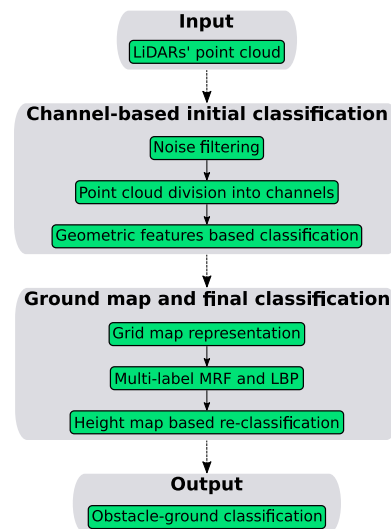 Input
LiDARs' point cloud
Channel-based initial classification
Noise filtering
Point cloud division into channels
Geometric features based classification
Ground map and final classification
Grid map representation
Multi-label MRF and LBP
Height map based re-classification
Output
Obstacle-ground classification